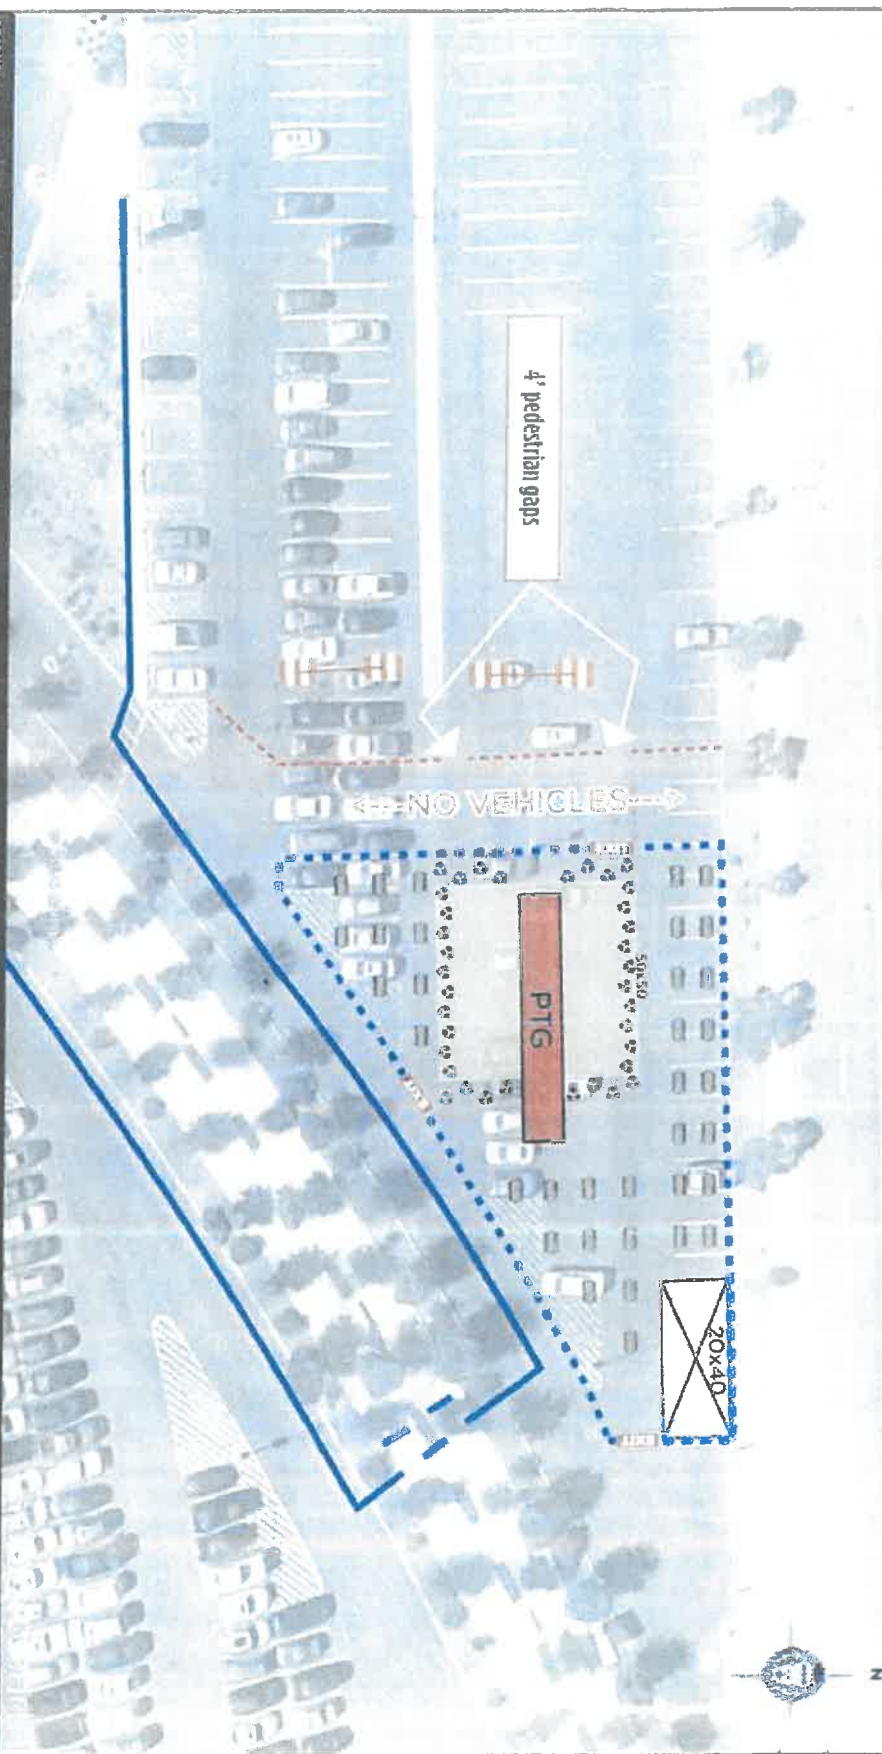 4' pedestrian gaps
<---NO VEHICLES--->
50x50
PTG
20x40
N